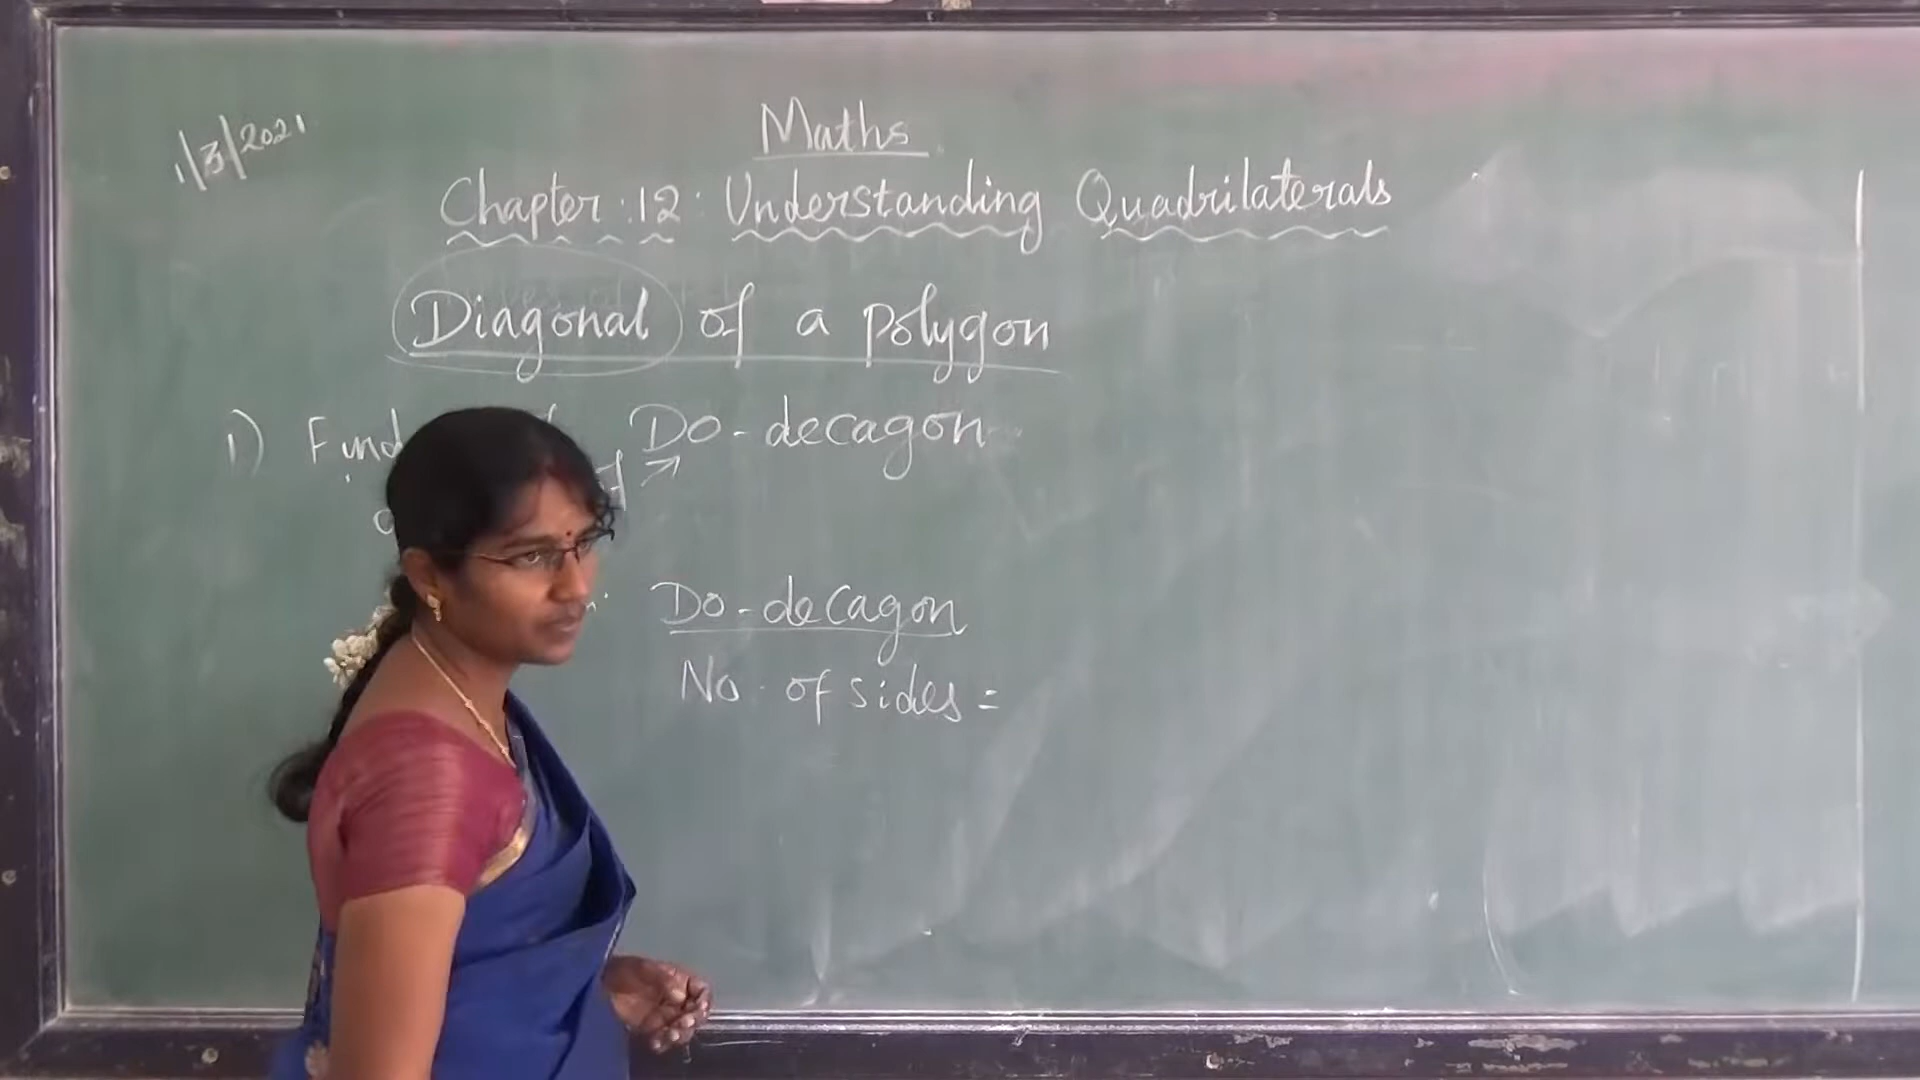 1/3/2021
Maths
Chapter :12: Understanding Quadrilaterals
Diagonal of a polygon
1) Find of Do-decagon
Do-decagon
No. of sides =